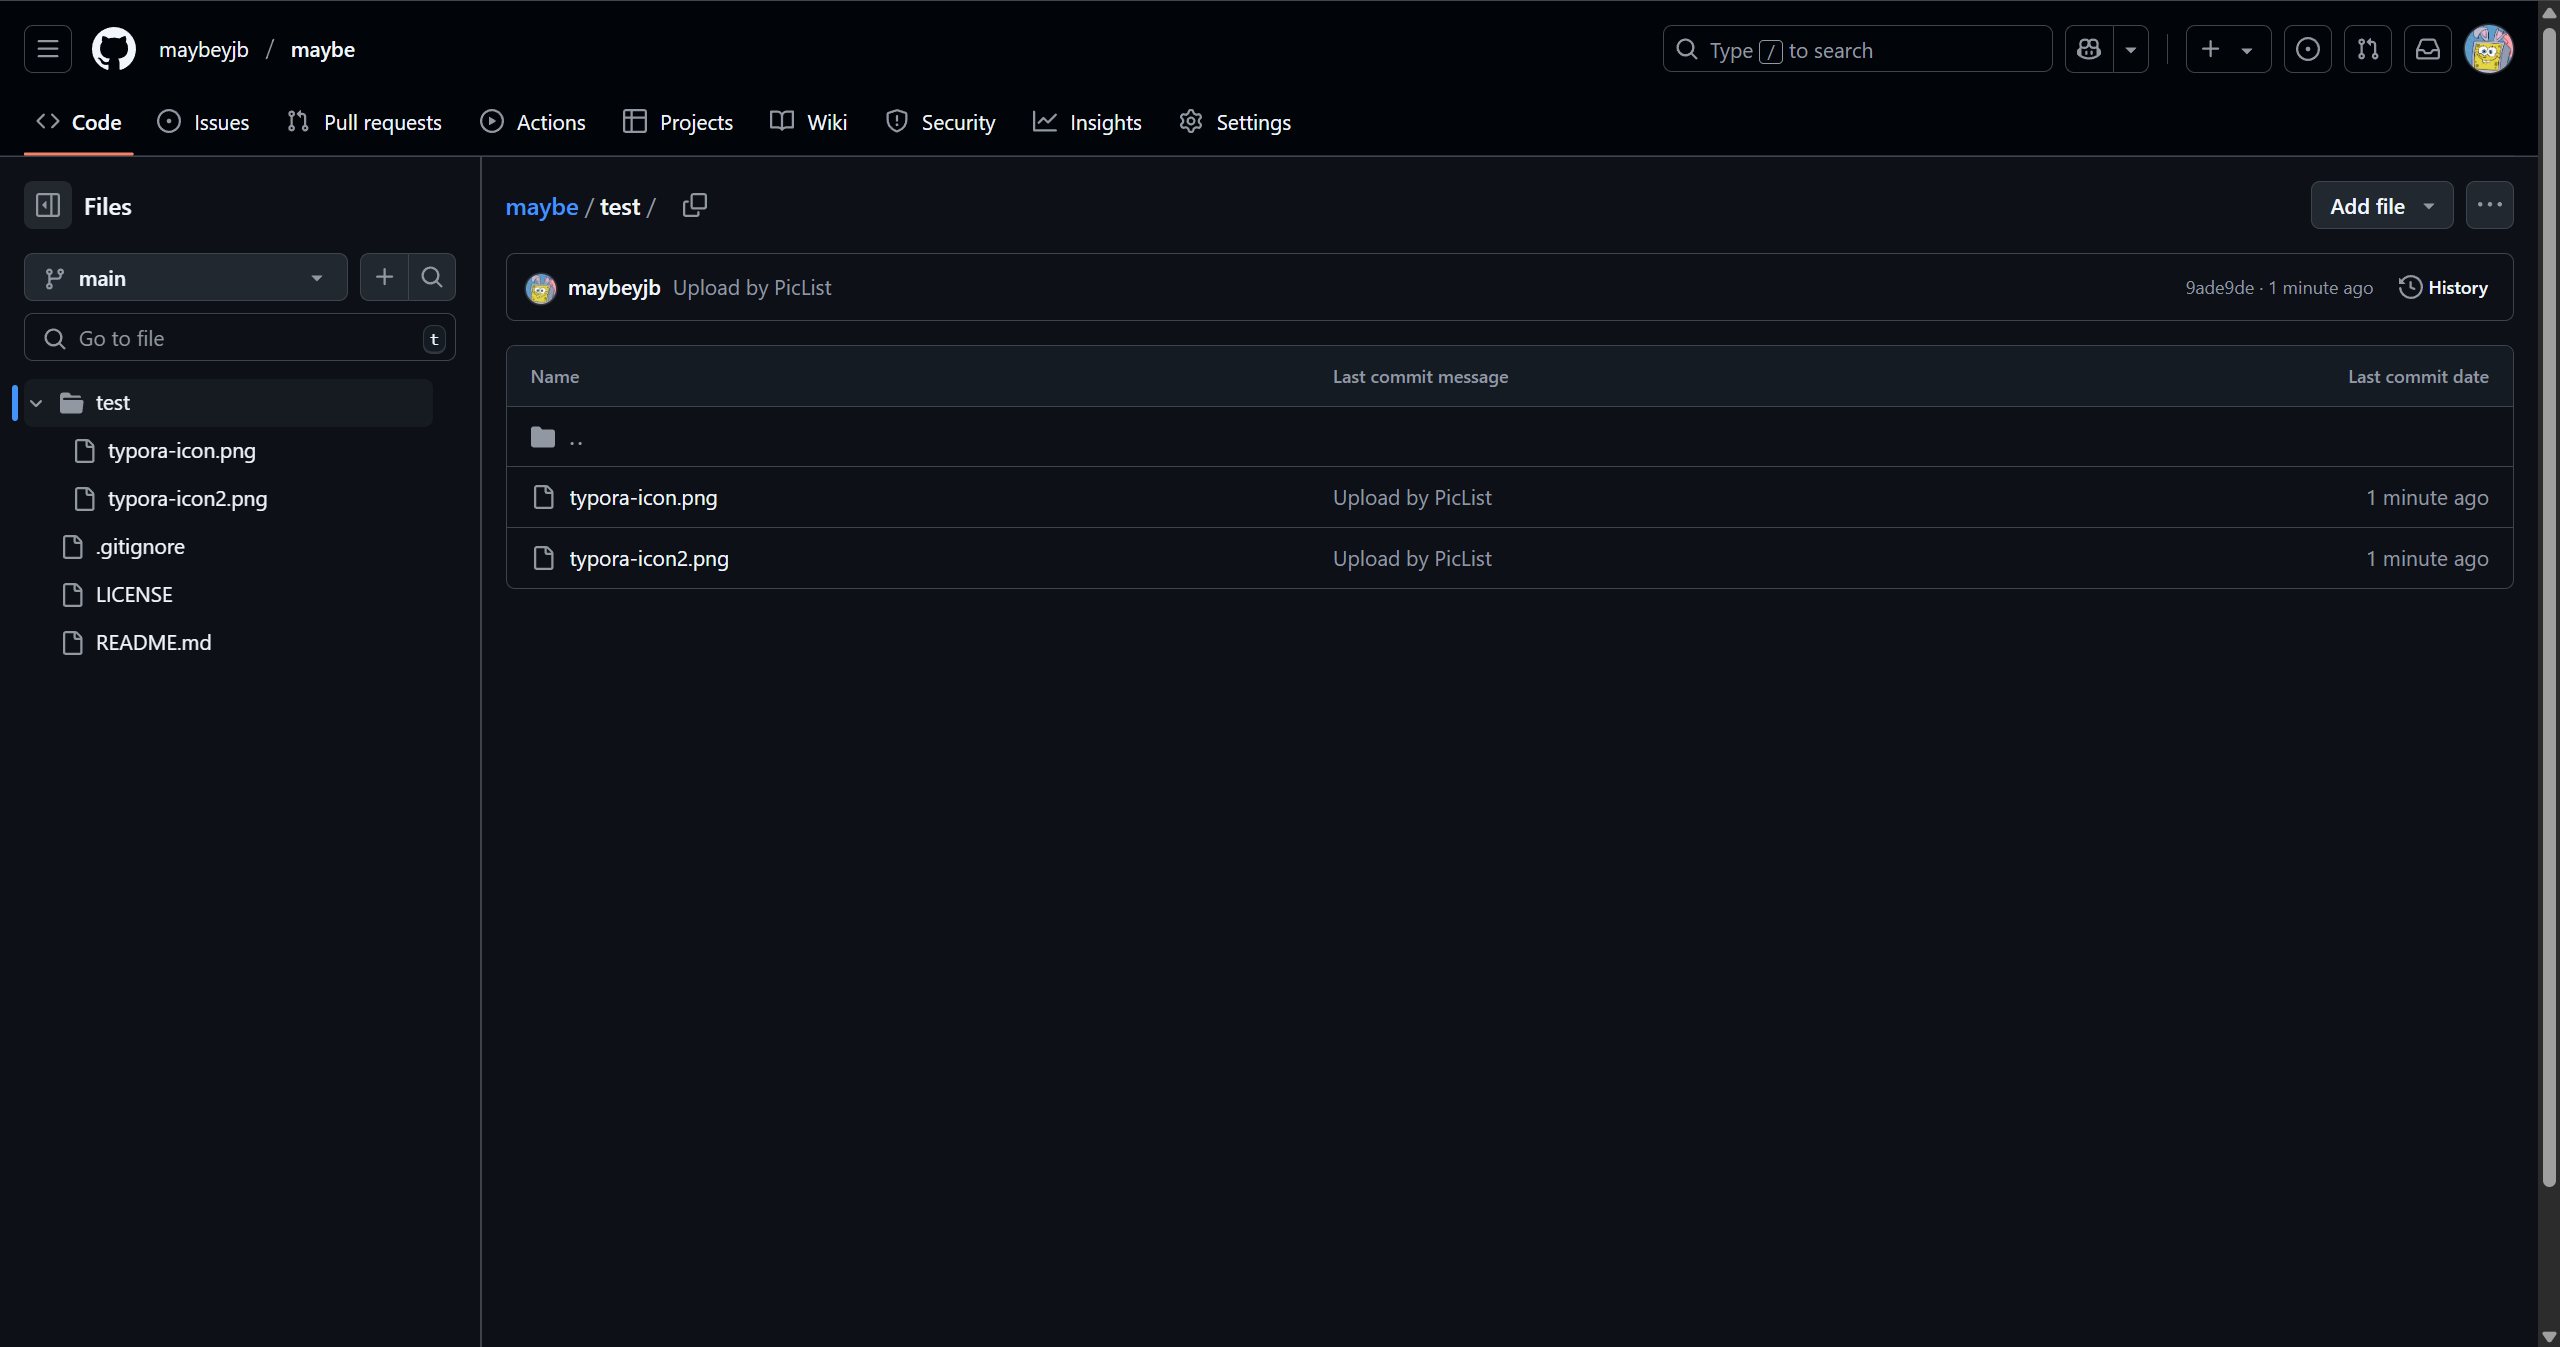 maybeyjb / maybe
Type / to search
Code Issues Pull requests Actions Projects Wiki Security Insights Settings
Files
main
Go to file t
test
typora-icon.png
typora-icon2.png
.gitignore
LICENSE
README.md
maybe / test /
Add file
maybeyjb Upload by PicList
9ade9de · 1 minute ago History
Name Last commit message Last commit date
..
typora-icon.png Upload by PicList 1 minute ago
typora-icon2.png Upload by PicList 1 minute ago